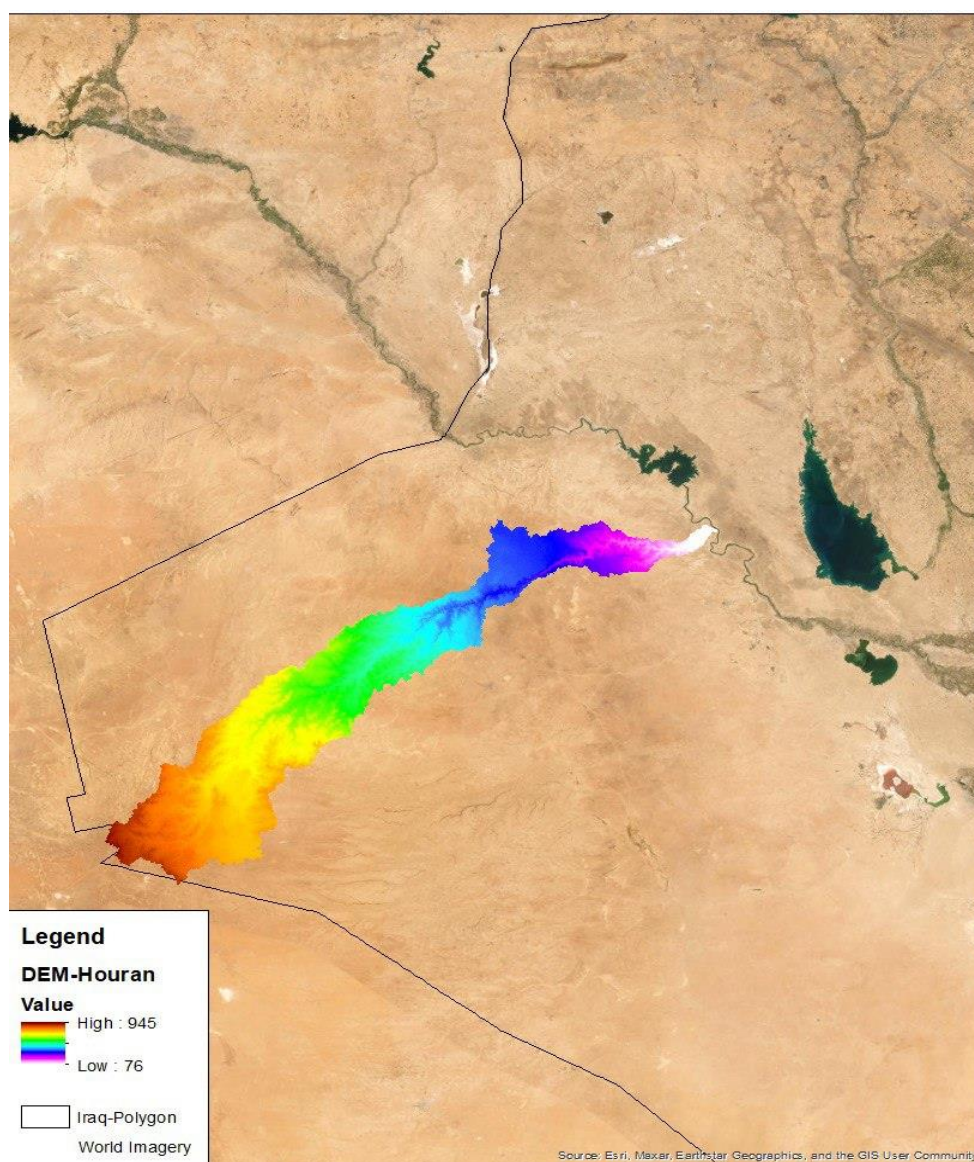 Legend
DEM-Houran
Value
High : 945
Low : 76
Iraq-Polygon
World Imagery
Source: Esri, Maxar, Earthstar Geographics, and the GIS User Community